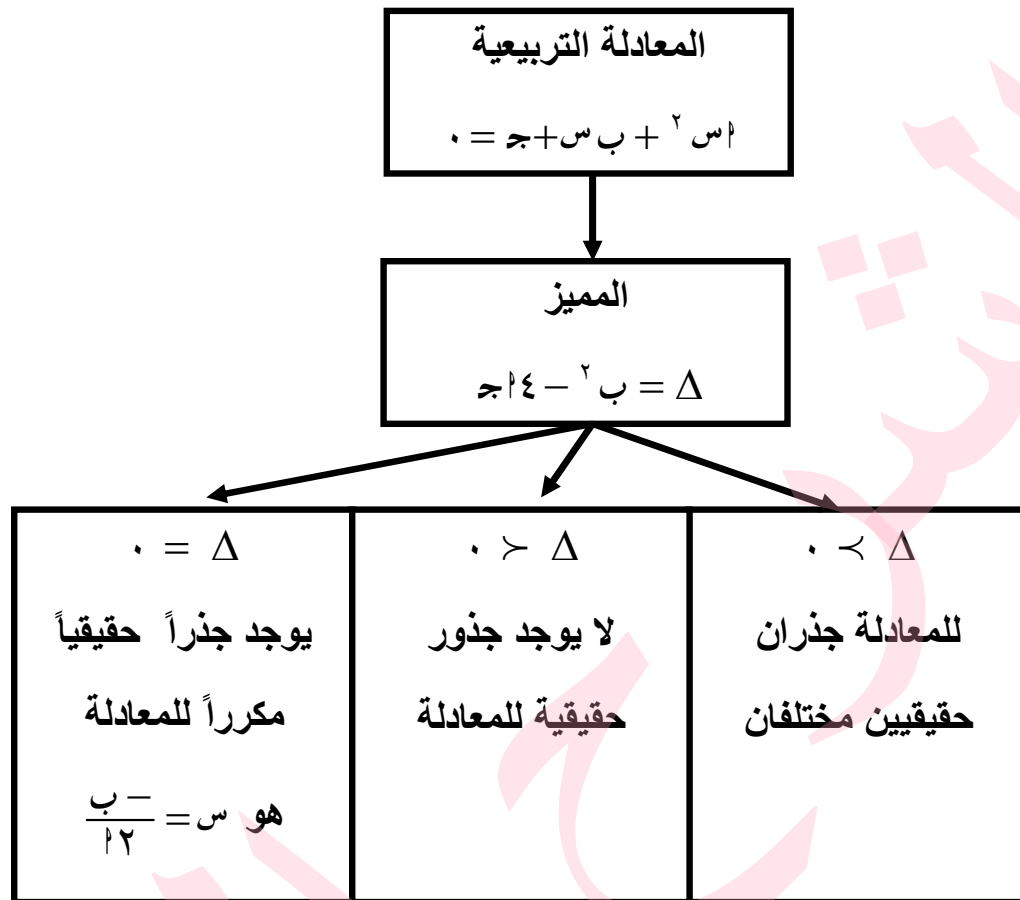 المعادلة التربيعية
أس٢ + ب س + جـ = ٠
المميز
Δ = ب٢ − ٤أجـ
Δ ≻ ٠
للمعادلة جذران
حقيقيين مختلفان
Δ ≺ ٠
لا يوجد جذور
حقيقية للمعادلة
Δ = ٠
يوجد جذراً حقيقياً
مكرراً للمعادلة
هو س = − ب / ٢أ